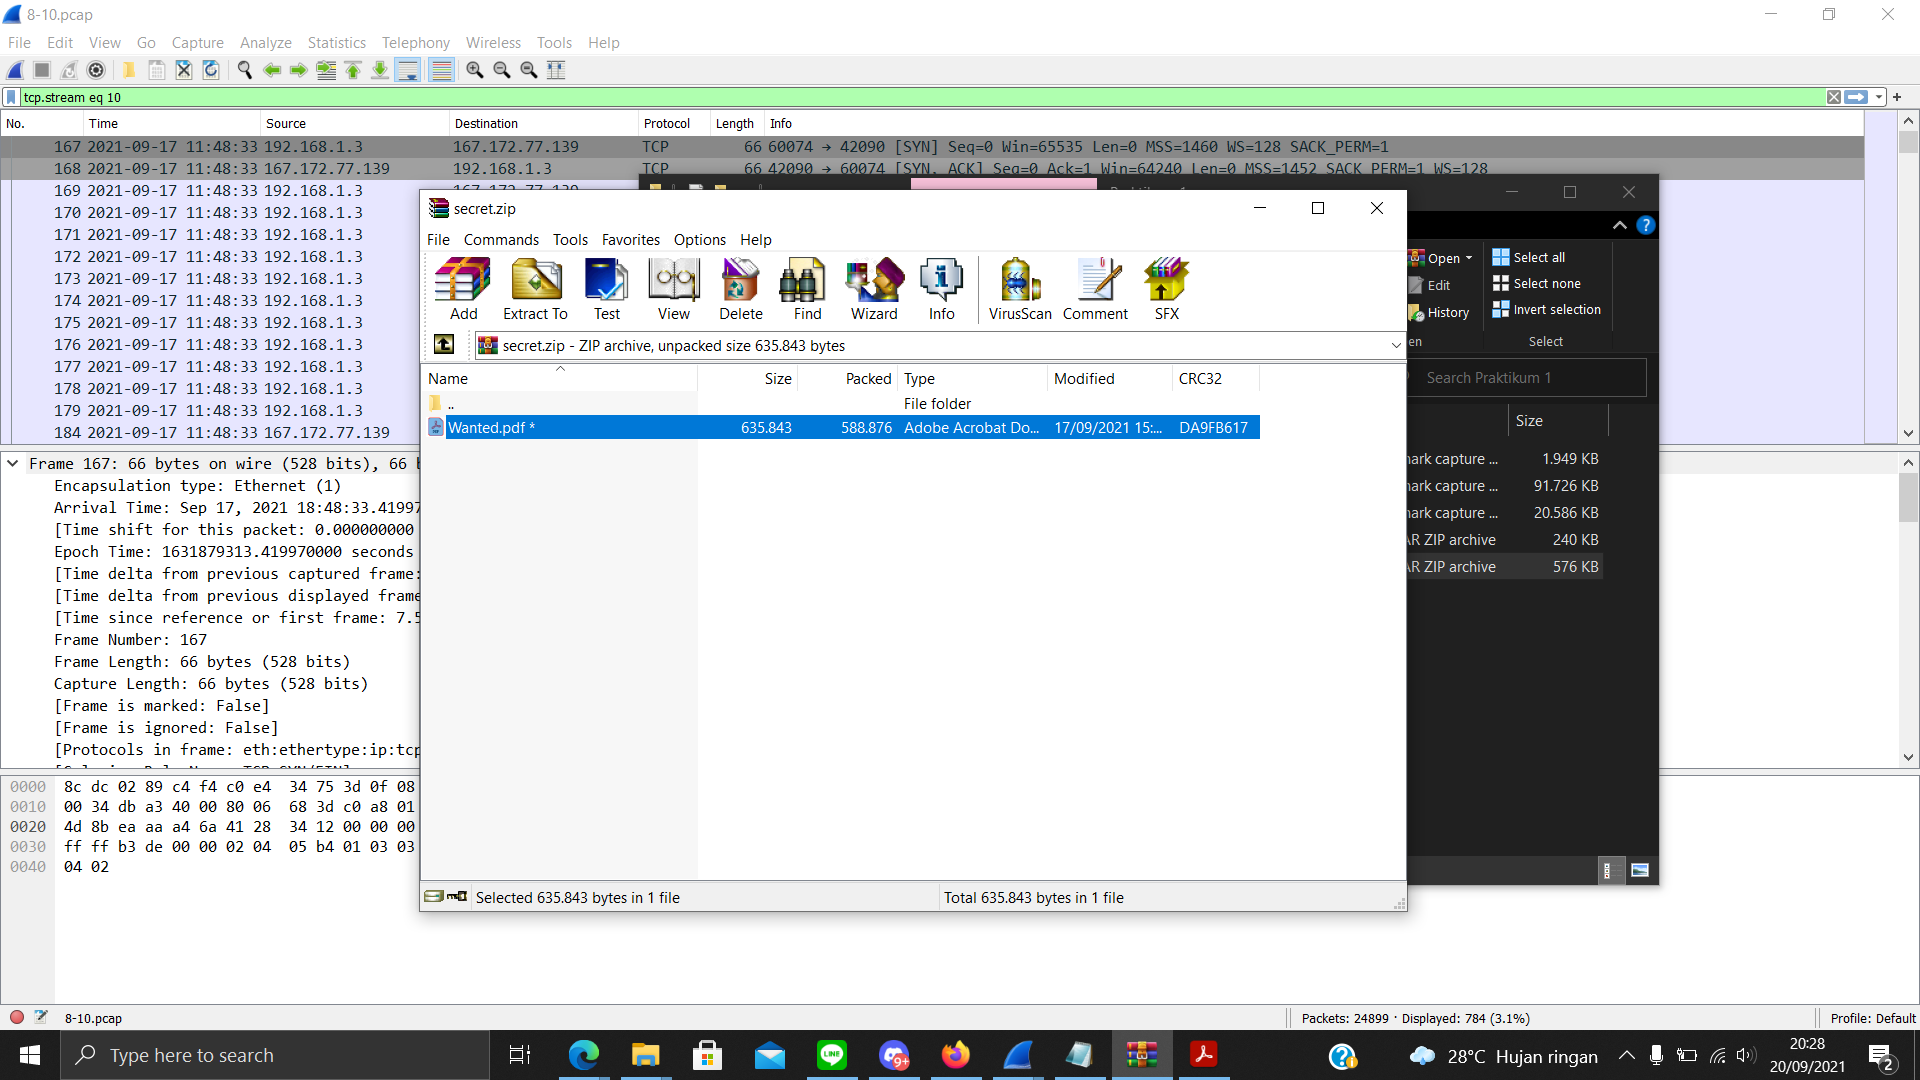 8-10.pcap
File Edit View Go Capture Analyze Statistics Telephony Wireless Tools Help
tcp.stream eq 10
No. Time Source Destination Protocol Length Info
167 2021-09-17 11:48:33 192.168.1.3 167.172.77.139 TCP 66 60074 → 42090 [SYN] Seq=0 Win=65535 Len=0 MSS=1460 WS=128 SACK_PERM=1
168 2021-09-17 11:48:33 167.172.77.139 192.168.1.3 TCP 66 42090 → 60074 [SYN, ACK] Seq=0 Ack=1 Win=64240 Len=0 MSS=1452 SACK_PERM=1 WS=128
169 2021-09-17 11:48:33 192.168.1.3 167.172.77.139
170 2021-09-17 11:48:33 192.168.1.3
171 2021-09-17 11:48:33 192.168.1.3
172 2021-09-17 11:48:33 192.168.1.3
173 2021-09-17 11:48:33 192.168.1.3
174 2021-09-17 11:48:33 192.168.1.3
175 2021-09-17 11:48:33 192.168.1.3
176 2021-09-17 11:48:33 192.168.1.3
177 2021-09-17 11:48:33 192.168.1.3
178 2021-09-17 11:48:33 192.168.1.3
179 2021-09-17 11:48:33 192.168.1.3
184 2021-09-17 11:48:33 167.172.77.139
Frame 167: 66 bytes on wire (528 bits), 66 b
Encapsulation type: Ethernet (1)
Arrival Time: Sep 17, 2021 18:48:33.41997
[Time shift for this packet: 0.000000000
Epoch Time: 1631879313.419970000 seconds
[Time delta from previous captured frame:
[Time delta from previous displayed frame
[Time since reference or first frame: 7.5
Frame Number: 167
Frame Length: 66 bytes (528 bits)
Capture Length: 66 bytes (528 bits)
[Frame is marked: False]
[Frame is ignored: False]
[Protocols in frame: eth:ethertype:ip:tcp
0000 8c dc 02 89 c4 f4 c0 e4 34 75 3d 0f 08
0010 00 34 db a3 40 00 80 06 68 3d c0 a8 01
0020 4d 8b ea aa a4 6a 41 28 34 12 00 00 00
0030 ff ff b3 de 00 00 02 04 05 b4 01 03 03
0040 04 02
secret.zip
File Commands Tools Favorites Options Help
Add Extract To Test View Delete Find Wizard Info VirusScan Comment SFX
secret.zip - ZIP archive, unpacked size 635.843 bytes
Name Size Packed Type Modified CRC32
.. File folder
Wanted.pdf * 635.843 588.876 Adobe Acrobat Do... 17/09/2021 15:... DA9FB617
Selected 635.843 bytes in 1 file
Total 635.843 bytes in 1 file
Open
Edit
History
en
Select all
Select none
Invert selection
Select
Search Praktikum 1
Size
ark capture ... 1.949 KB
ark capture ... 91.726 KB
ark capture ... 20.586 KB
AR ZIP archive 240 KB
AR ZIP archive 576 KB
8-10.pcap
Packets: 24899 · Displayed: 784 (3.1%)
Profile: Default
Type here to search
28°C Hujan ringan
20:28
20/09/2021
2